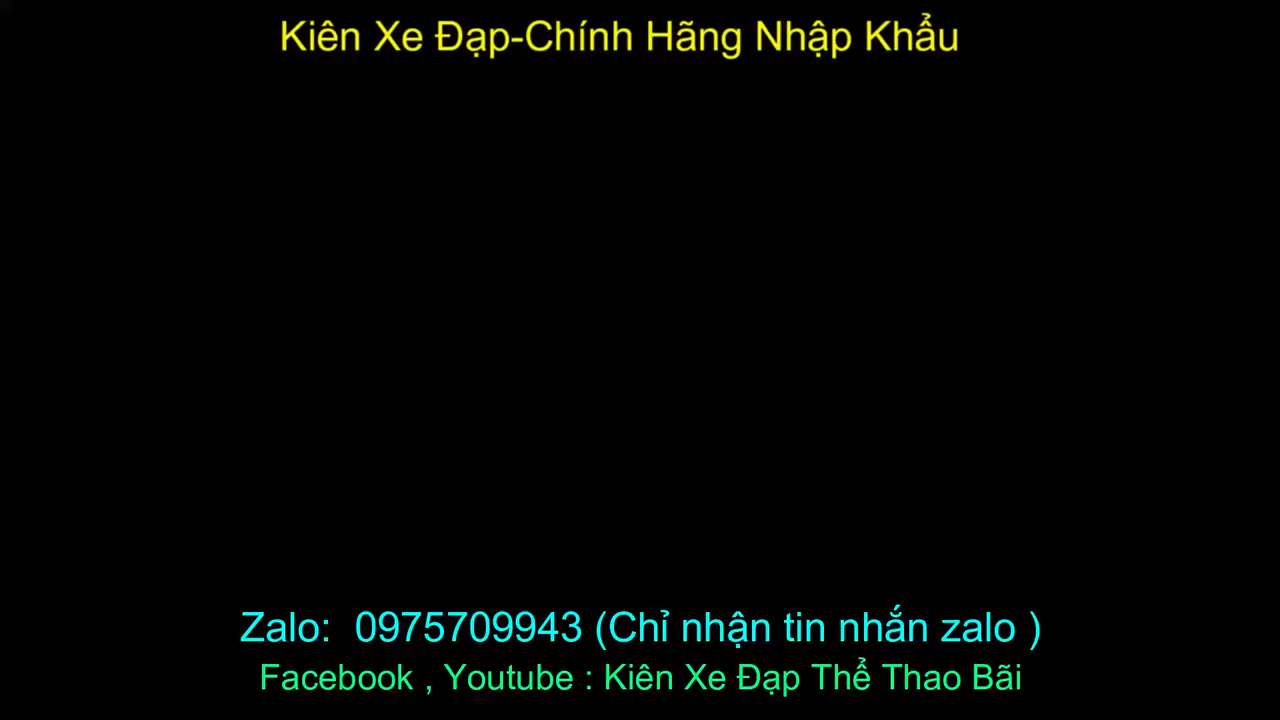 Kiên Xe Đạp-Chính Hãng Nhập Khẩu
Zalo:  0975709943 (Chỉ nhận tin nhắn zalo )
Facebook , Youtube : Kiên Xe Đạp Thể Thao Bãi